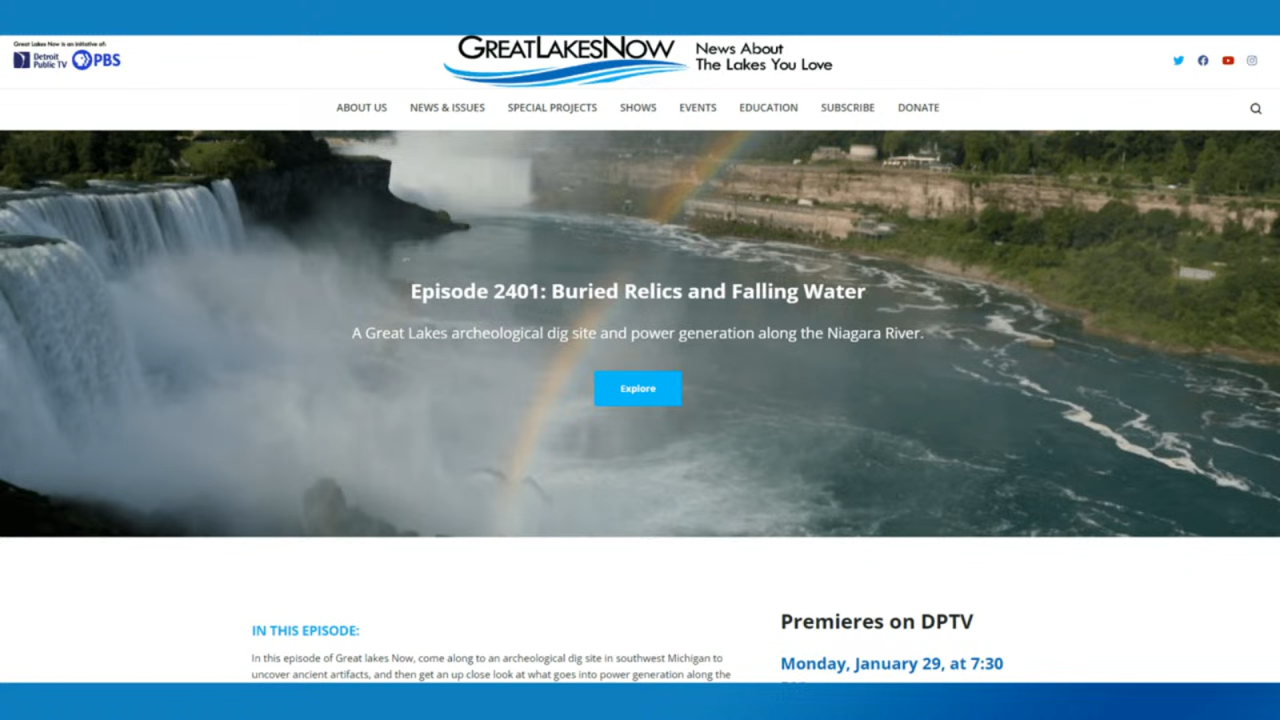 Great Lakes Now is an initiative of:
Detroit
Public TV
PBS
GREATLAKESNOW
News About
The Lakes You Love
ABOUT US
NEWS & ISSUES
SPECIAL PROJECTS
SHOWS
EVENTS
EDUCATION
SUBSCRIBE
DONATE
Episode 2401: Buried Relics and Falling Water
A Great Lakes archeological dig site and power generation along the Niagara River.
Explore
IN THIS EPISODE:
In this episode of Great lakes Now, come along to an archeological dig site in southwest Michigan to
uncover ancient artifacts, and then get an up close look at what goes into power generation along the
Premieres on DPTV
Monday, January 29, at 7:30